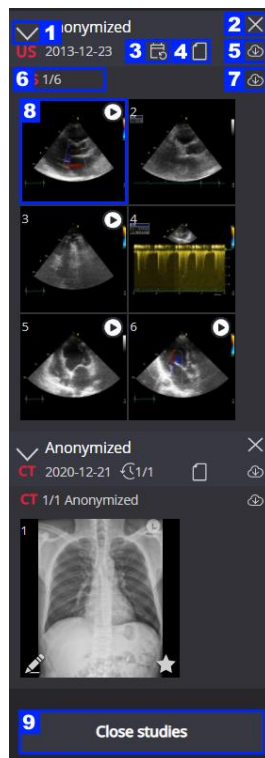 1 nonymized 2
US 2013-12-23 3 4 5
6 1/6 7
8 2
3 4
5 6
Anonymized
CT 2020-12-21 1/1
CT 1/1 Anonymized
1
9 Close studies